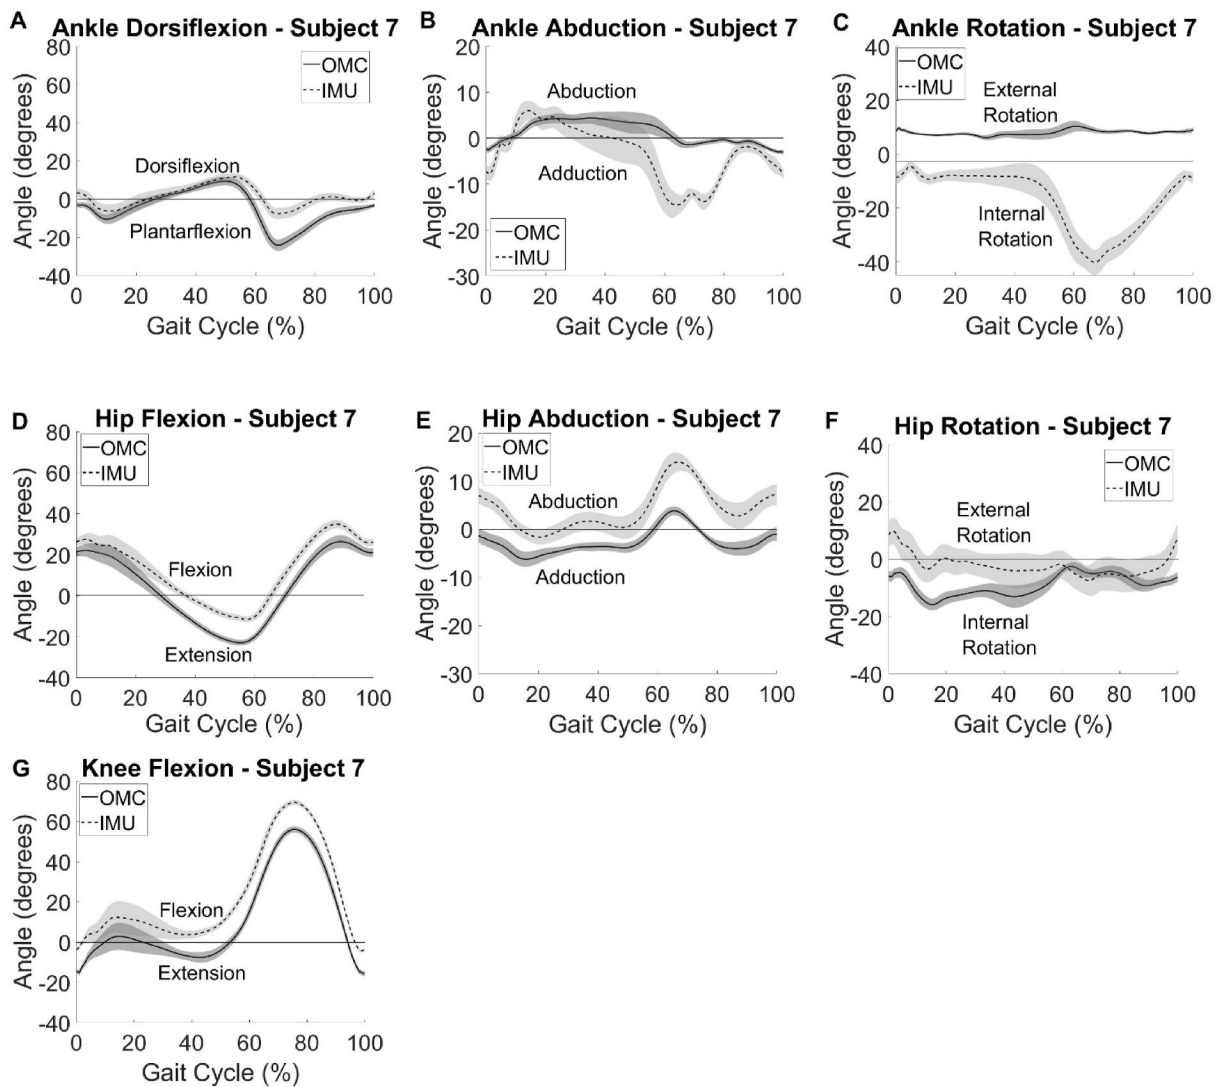 A
Ankle Dorsiflexion - Subject 7
80
60
40
20
0
-20
-40
Angle (degrees)
OMC
IMU
Dorsiflexion
Plantarflexion
0 20 40 60 80 100
Gait Cycle (%)
B
Ankle Abduction - Subject 7
20
10
0
-10
-20
-30
Angle (degrees)
Abduction
Adduction
OMC
IMU
0 20 40 60 80 100
Gait Cycle (%)
C
Ankle Rotation - Subject 7
40
20
0
-20
-40
Angle (degrees)
OMC
IMU
External
Rotation
Internal
Rotation
0 20 40 60 80 100
Gait Cycle (%)
D
Hip Flexion - Subject 7
80
60
40
20
0
-20
-40
Angle (degrees)
OMC
IMU
Flexion
Extension
0 20 40 60 80 100
Gait Cycle (%)
E
Hip Abduction - Subject 7
20
10
0
-10
-20
-30
Angle (degrees)
OMC
IMU
Abduction
Adduction
0 20 40 60 80 100
Gait Cycle (%)
F
Hip Rotation - Subject 7
40
20
0
-20
-40
Angle (degrees)
OMC
IMU
External
Rotation
Internal
Rotation
0 20 40 60 80 100
Gait Cycle (%)
G
Knee Flexion - Subject 7
80
60
40
20
0
-20
-40
Angle (degrees)
OMC
IMU
Flexion
Extension
0 20 40 60 80 100
Gait Cycle (%)